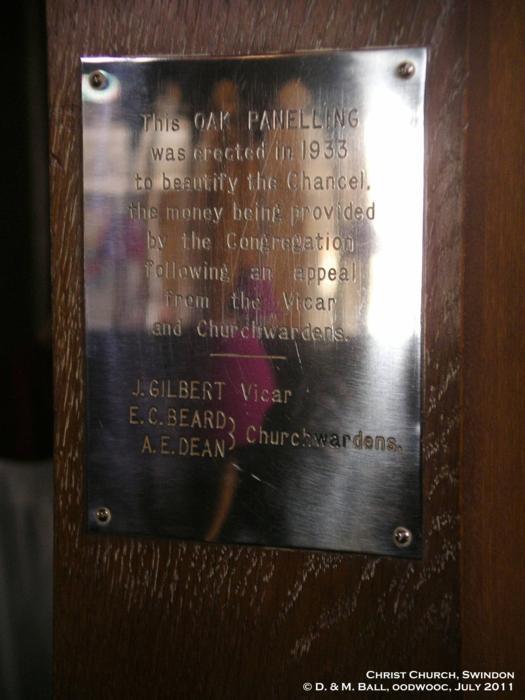 This OAK PANELLING
was erected in 1933
to beautify the Chancel,
the money being provided
by the Congregation
following an appeal
from the Vicar
and Churchwardens.
J. GILBERT Vicar
E. C. BEARD
A. E. DEAN } Churchwardens.
CHRIST CHURCH, SWINDON
© D. & M. BALL, OODWOOC, JULY 2011